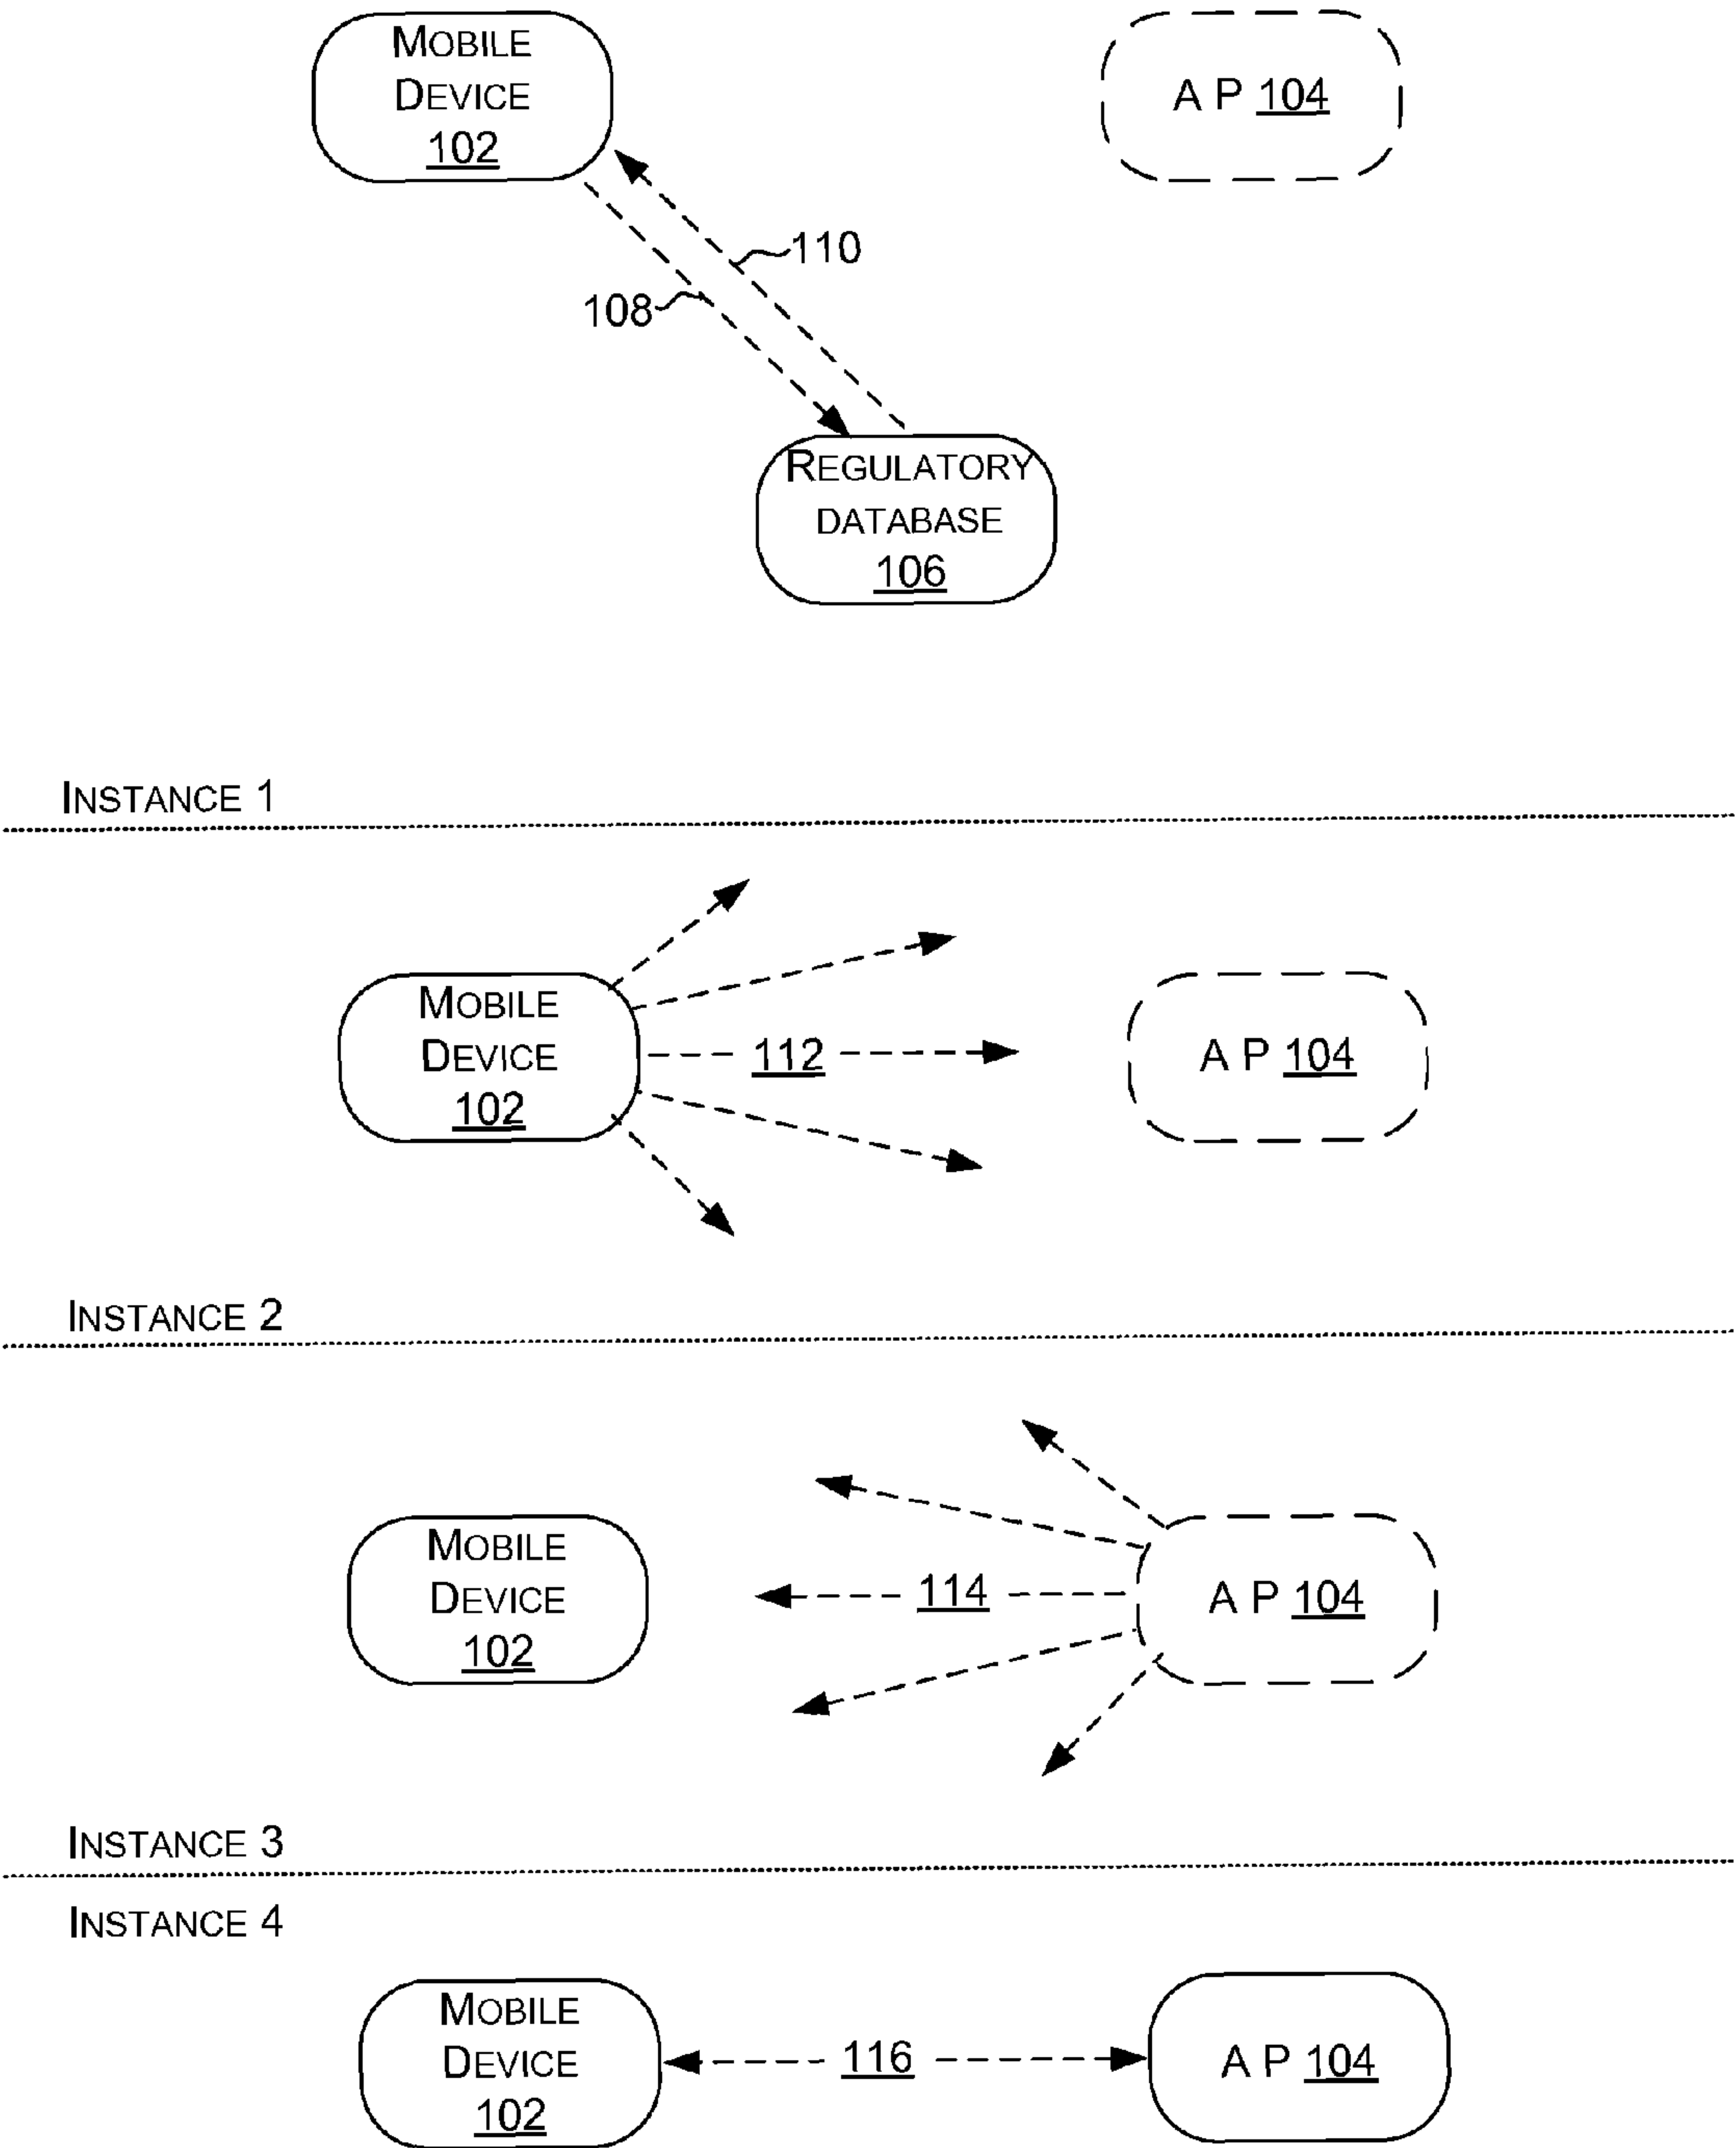 MOBILE
DEVICE
102
A P 104
110
108
REGULATORY
DATABASE
106
INSTANCE 1
MOBILE
DEVICE
102
112
A P 104
INSTANCE 2
MOBILE
DEVICE
102
114
A P 104
INSTANCE 3
INSTANCE 4
MOBILE
DEVICE
102
116
A P 104